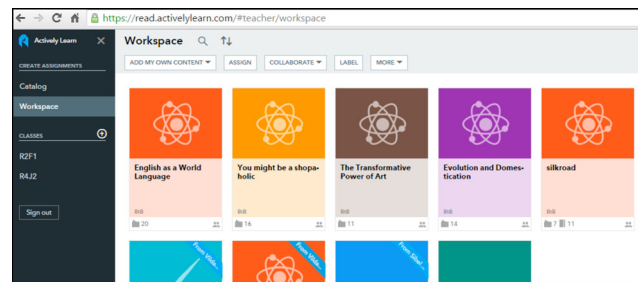 https://read.activelylearn.com/#teacher/workspace
Actively Learn
Workspace
CREATE ASSIGNMENTS
ADD MY OWN CONTENT
ASSIGN
COLLABORATE
LABEL
MORE
Catalog
Workspace
CLASSES
R2F1
R4J2
Sign out
English as a World
Language
20
You might be a shopa-
holic
16
The Transformative
Power of Art
11
Evolution and Domes-
tication
14
silkroad
7
11
From Vide...
From Vide...